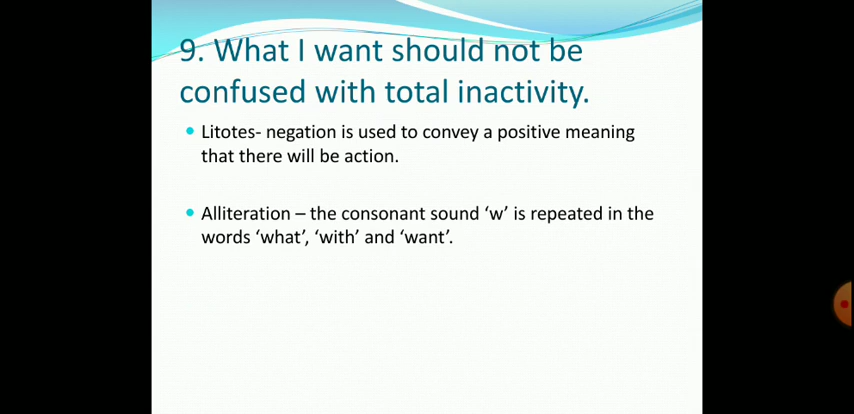 9. What I want should not be
confused with total inactivity.
Litotes- negation is used to convey a positive meaning
that there will be action.
Alliteration – the consonant sound ‘w’ is repeated in the
words ‘what’, ‘with’ and ‘want’.